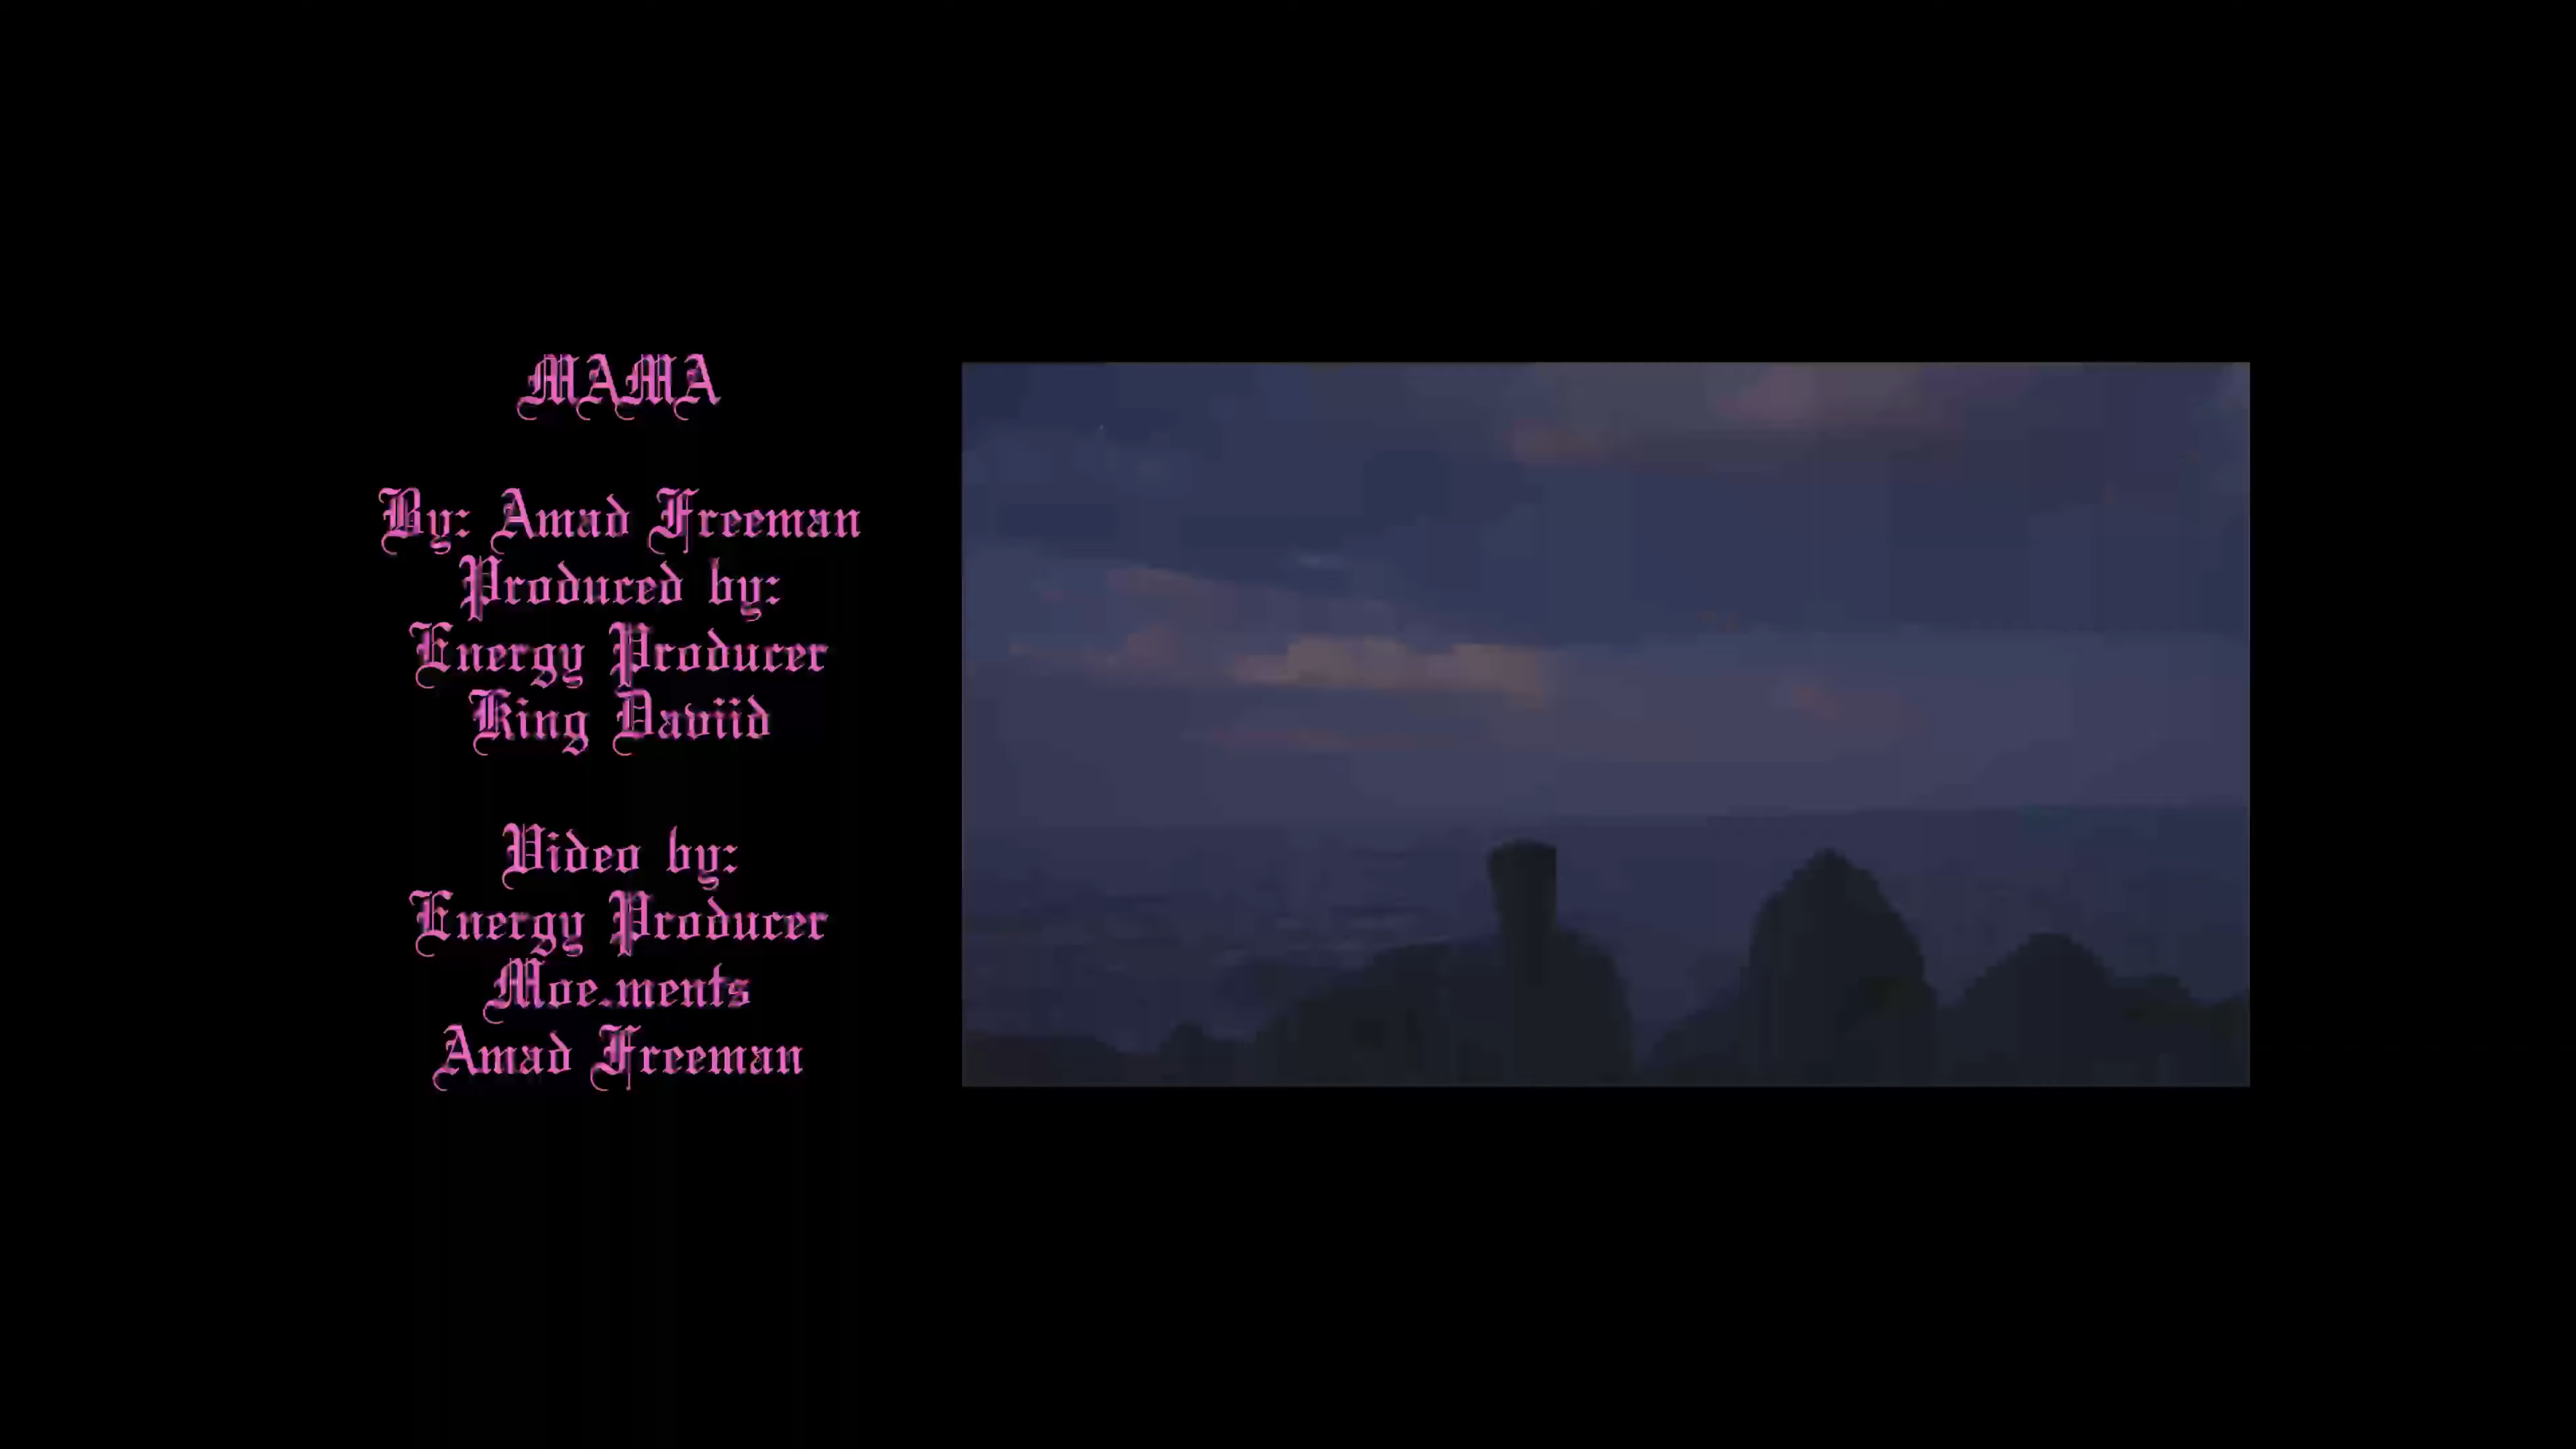 MAMA
By: Amad Freeman
Produced by:
Energy Producer
King Daviid
Video by:
Energy Producer
Moe.ments
Amad Freeman